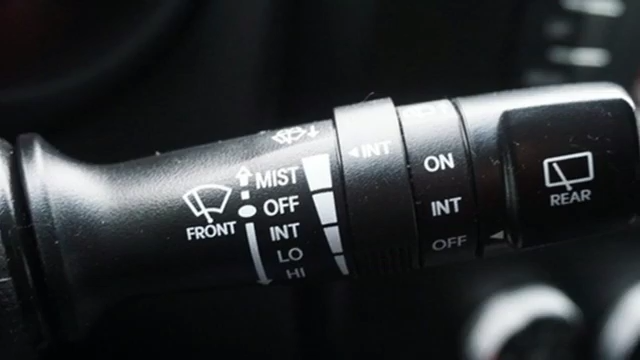 FRONT
MIST
OFF
INT
LO
HI
INT
ON
INT
OFF
REAR